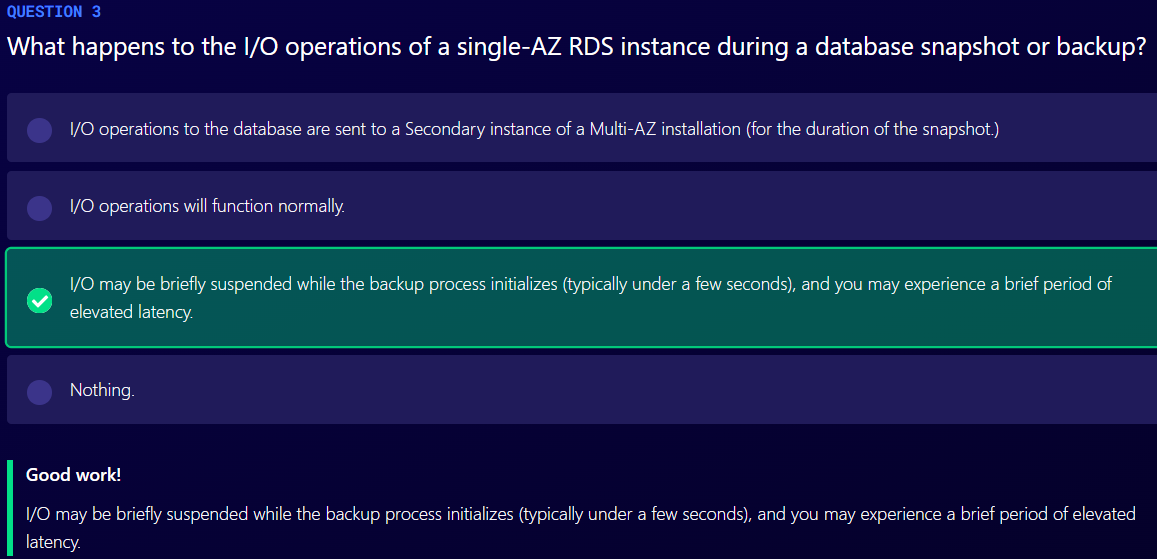 QUESTION 3
What happens to the I/O operations of a single-AZ RDS instance during a database snapshot or backup?
I/O operations to the database are sent to a Secondary instance of a Multi-AZ installation (for the duration of the snapshot.)
I/O operations will function normally.
I/O may be briefly suspended while the backup process initializes (typically under a few seconds), and you may experience a brief period of
elevated latency.
Nothing.
Good work!
I/O may be briefly suspended while the backup process initializes (typically under a few seconds), and you may experience a brief period of elevated
latency.